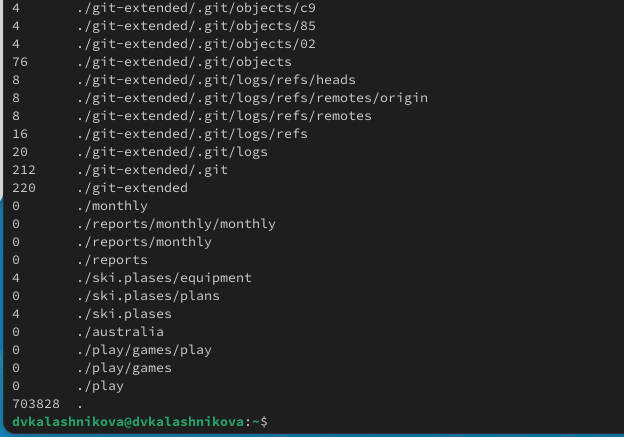 4 ./git-extended/.git/objects/c9
4 ./git-extended/.git/objects/85
4 ./git-extended/.git/objects/02
76 ./git-extended/.git/objects
8 ./git-extended/.git/logs/refs/heads
8 ./git-extended/.git/logs/refs/remotes/origin
8 ./git-extended/.git/logs/refs/remotes
16 ./git-extended/.git/logs/refs
20 ./git-extended/.git/logs
212 ./git-extended/.git
220 ./git-extended
0 ./monthly
0 ./reports/monthly/monthly
0 ./reports/monthly
0 ./reports
4 ./ski.plases/equipment
0 ./ski.plases/plans
4 ./ski.plases
0 ./australia
0 ./play/games/play
0 ./play/games
0 ./play
703828 .
dvkalashnikova@dvkalashnikova:~$